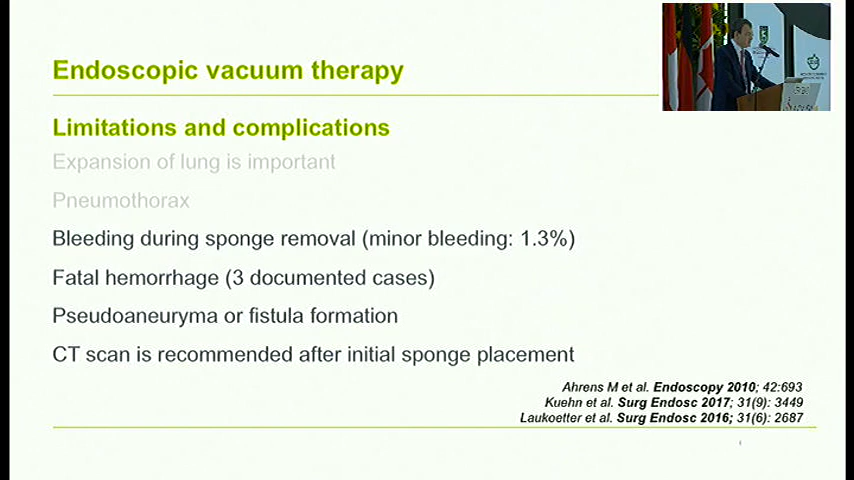 Endoscopic vacuum therapy
Limitations and complications
Expansion of lung is important
Pneumothorax
Bleeding during sponge removal (minor bleeding: 1.3%)
Fatal hemorrhage (3 documented cases)
Pseudoaneuryma or fistula formation
CT scan is recommended after initial sponge placement
Ahrens M et al. Endoscopy 2010; 42:693
Kuehn et al. Surg Endosc 2017; 31(9): 3449
Laukoetter et al. Surg Endosc 2016; 31(6): 2687